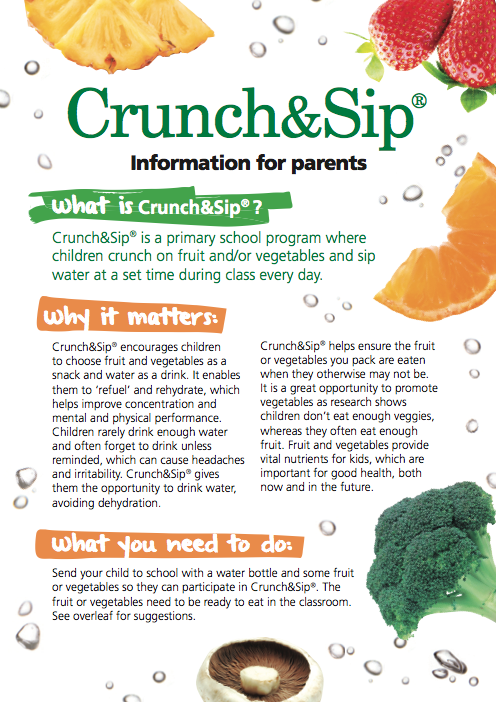 Crunch&Sip®
Information for parents
What is Crunch&Sip®?
Crunch&Sip® is a primary school program where
children crunch on fruit and/or vegetables and sip
water at a set time during class every day.
Why it matters:
Crunch&Sip® encourages children
to choose fruit and vegetables as a
snack and water as a drink. It enables
them to ‘refuel’ and rehydrate, which
helps improve concentration and
mental and physical performance.
Children rarely drink enough water
and often forget to drink unless
reminded, which can cause headaches
and irritability. Crunch&Sip® gives
them the opportunity to drink water,
avoiding dehydration.
Crunch&Sip® helps ensure the fruit
or vegetables you pack are eaten
when they otherwise may not be.
It is a great opportunity to promote
vegetables as research shows
children don’t eat enough veggies,
whereas they often eat enough
fruit. Fruit and vegetables provide
vital nutrients for kids, which are
important for good health, both
now and in the future.
What you need to do:
Send your child to school with a water bottle and some fruit
or vegetables so they can participate in Crunch&Sip®. The
fruit or vegetables need to be ready to eat in the classroom.
See overleaf for suggestions.